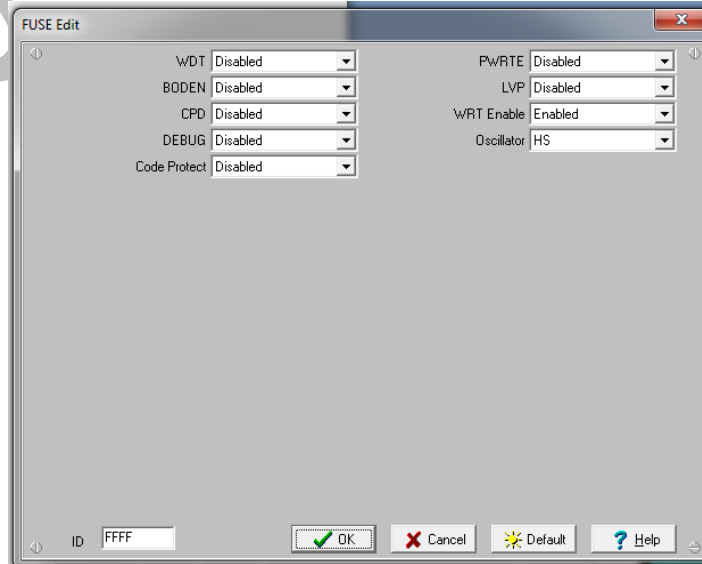 FUSE Edit
WDT Disabled PWRTE Disabled
BODEN Disabled LVP Disabled
CPD Disabled WRT Enable Enabled
DEBUG Disabled Oscillator HS
Code Protect Disabled
ID FFFF OK Cancel Default Help